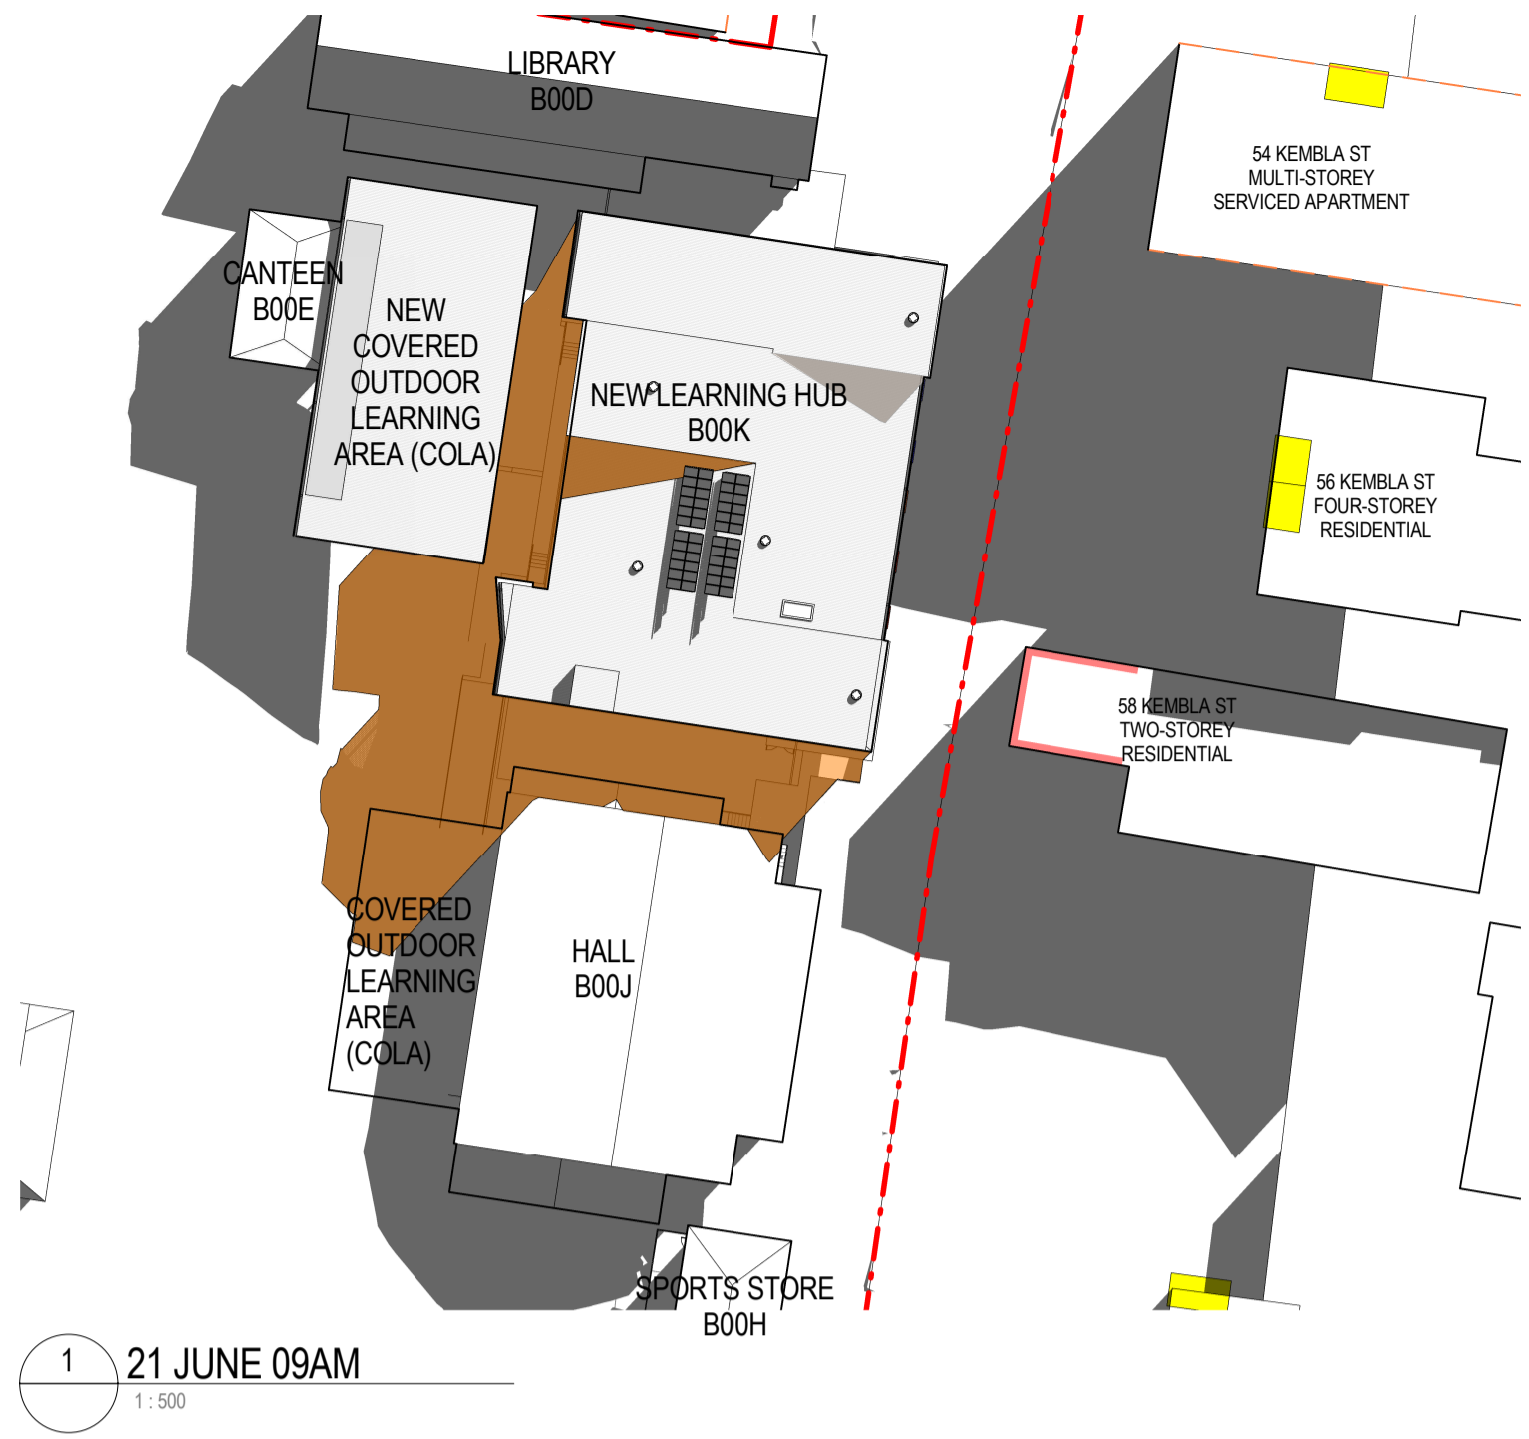 LIBRARY
B00D
54 KEMBLA ST
MULTI-STOREY
SERVICED APARTMENT
CANTEEN
B00E
NEW
COVERED
OUTDOOR
LEARNING
AREA (COLA)
NEW LEARNING HUB
B00K
56 KEMBLA ST
FOUR-STOREY
RESIDENTIAL
58 KEMBLA ST
TWO-STOREY
RESIDENTIAL
COVERED
OUTDOOR
LEARNING
AREA
(COLA)
HALL
B00J
SPORTS STORE
B00H
1
21 JUNE 09AM
1 : 500